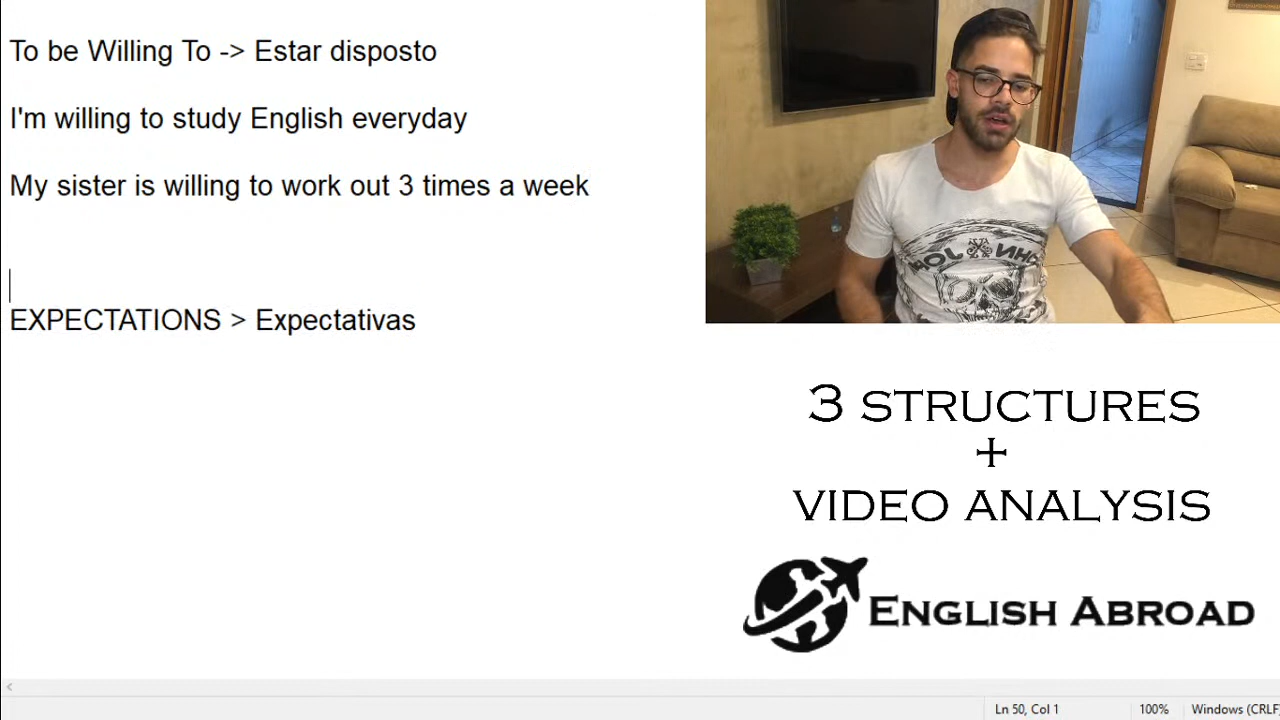 To be Willing To -> Estar disposto
I'm willing to study English everyday
My sister is willing to work out 3 times a week
EXPECTATIONS > Expectativas
3 STRUCTURES
+
VIDEO ANALYSIS
ENGLISH ABROAD
Ln 50, Col 1
100%
Windows (CRLF